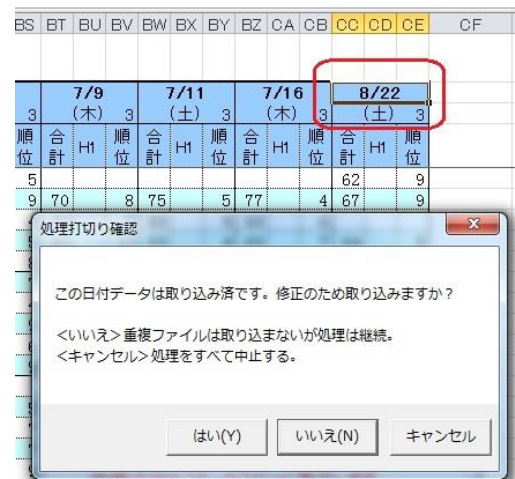 BS BT BU BV BW BX BY BZ CA CB CC CD CE CF
7/9 7/11 7/16 8/22
3 (木) 3 (土) 3 (木) 3 (土) 3
順位 合計 H1 順位 合計 H1 順位 合計 H1 順位 合計 H1 順位
5 62 9
9 70 8 75 5 77 4 67 9
処理打切り確認
この日付データは取り込み済です。修正のため取り込みますか?
<いいえ>重複ファイルは取り込まないが処理は継続。
<キャンセル>処理をすべて中止する。
はい(Y) いいえ(N) キャンセル